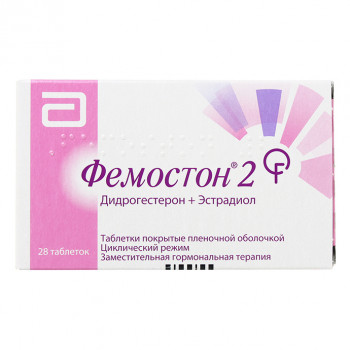 Фемостон® 2
Дидрогестерон + Эстрадиол
Таблетки покрытые пленочной оболочкой
Циклический режим
28 таблеток
Заместительная гормональная терапия